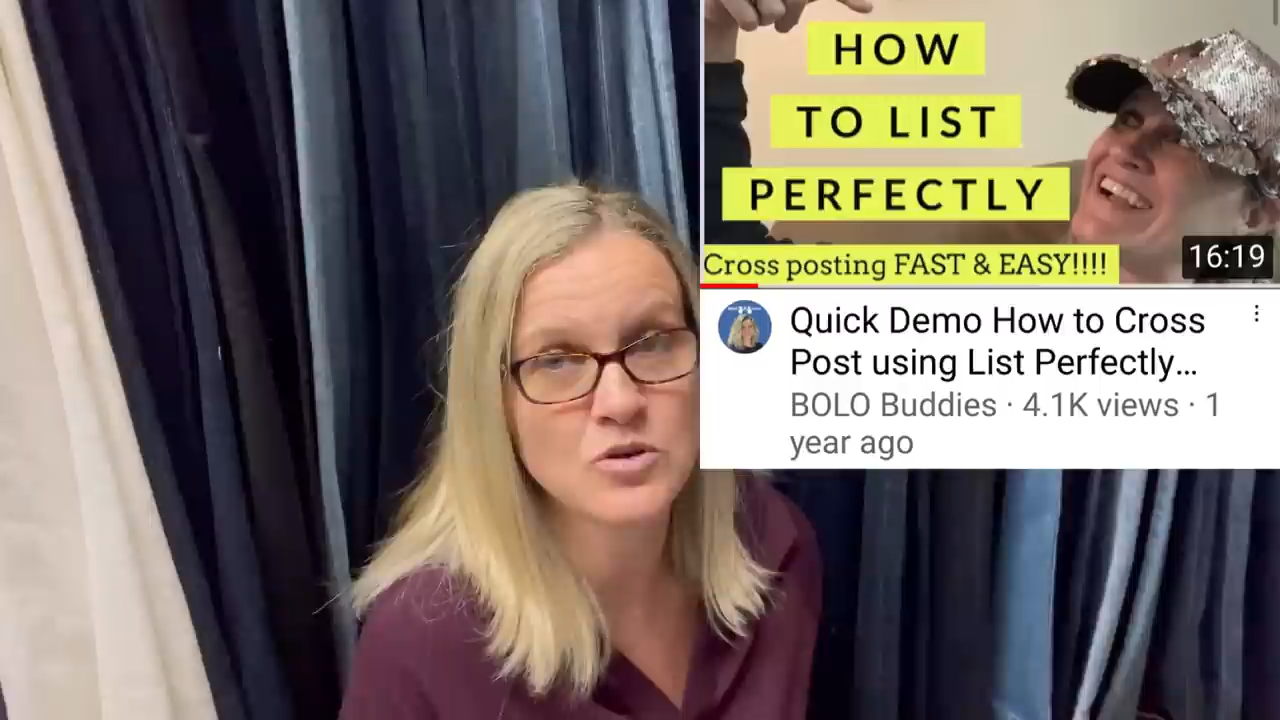 HOW
TO LIST
PERFECTLY
Cross posting FAST & EASY!!!!
16:19
Quick Demo How to Cross
Post using List Perfectly...
BOLO Buddies · 4.1K views · 1
year ago